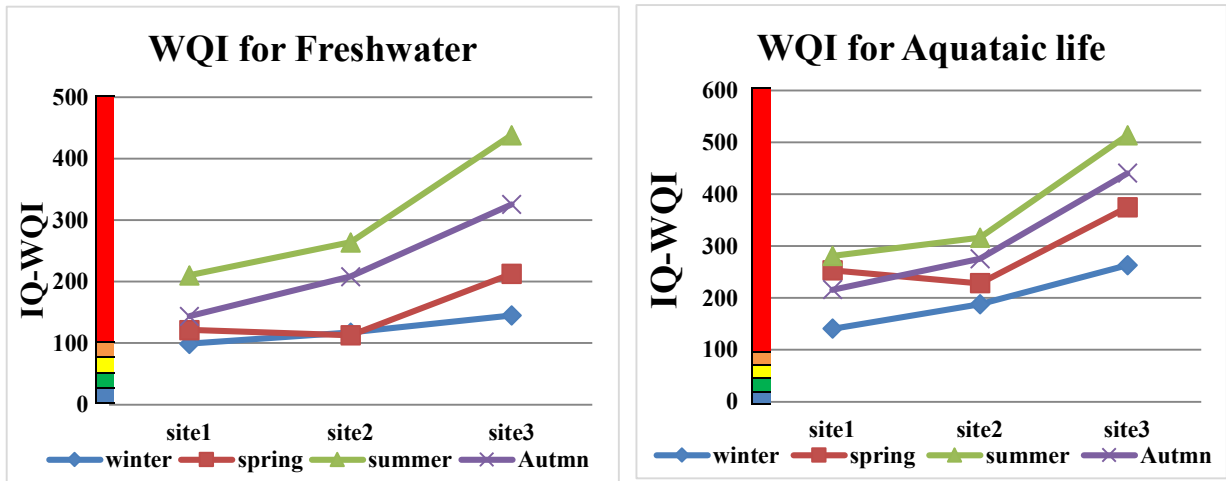 WQI for Freshwater
IQ-WQI
500
400
300
200
100
0
site1 site2 site3
winter spring summer Autmn
WQI for Aquataic life
IQ-WQI
600
500
400
300
200
100
0
site1 site2 site3
winter spring summer Autmn